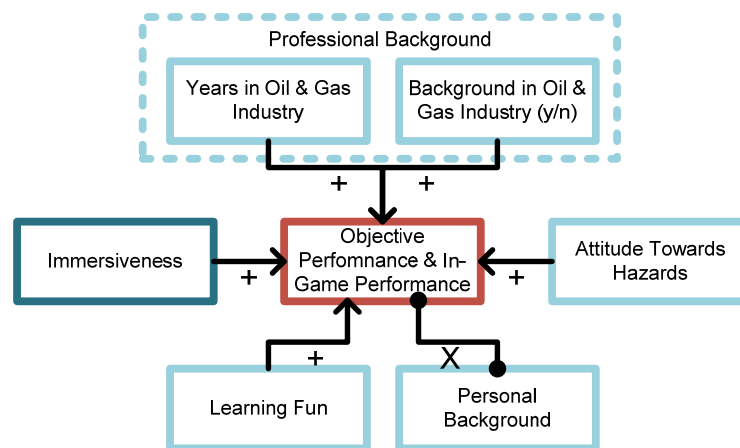 Professional Background
Years in Oil & Gas
Industry
Background in Oil &
Gas Industry (y/n)
+
+
Immersiveness
+
Objective
Perfomnance & In-
Game Performance
+
Attitude Towards
Hazards
+
X
Learning Fun
Personal
Background